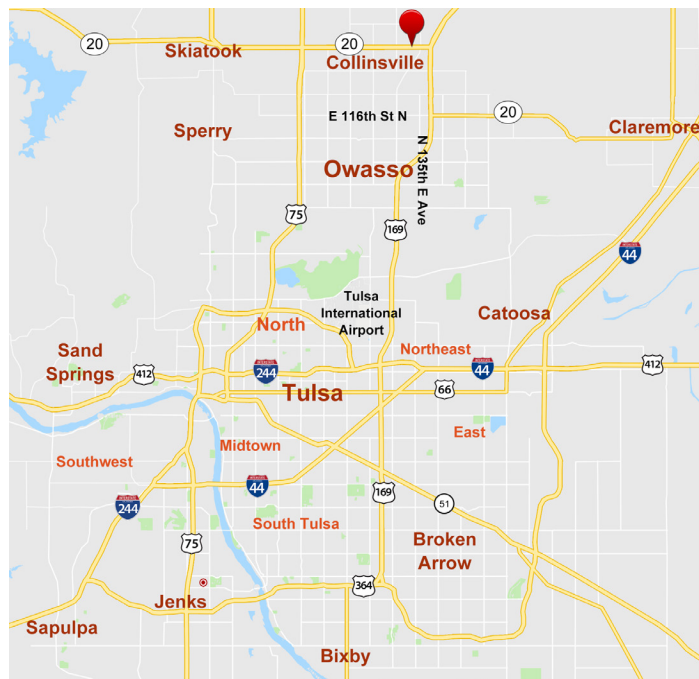 20
20
Skiatook
Collinsville
E 116th St N
20
Sperry
Claremore
Owasso
N 135th E Ave
75
169
44
Tulsa
International
Airport
Catoosa
North
Sand
Springs
Northeast
412
244
44
412
Tulsa
66
East
Midtown
Southwest
44
169
244
51
South Tulsa
75
Broken
Arrow
364
Jenks
Sapulpa
Bixby